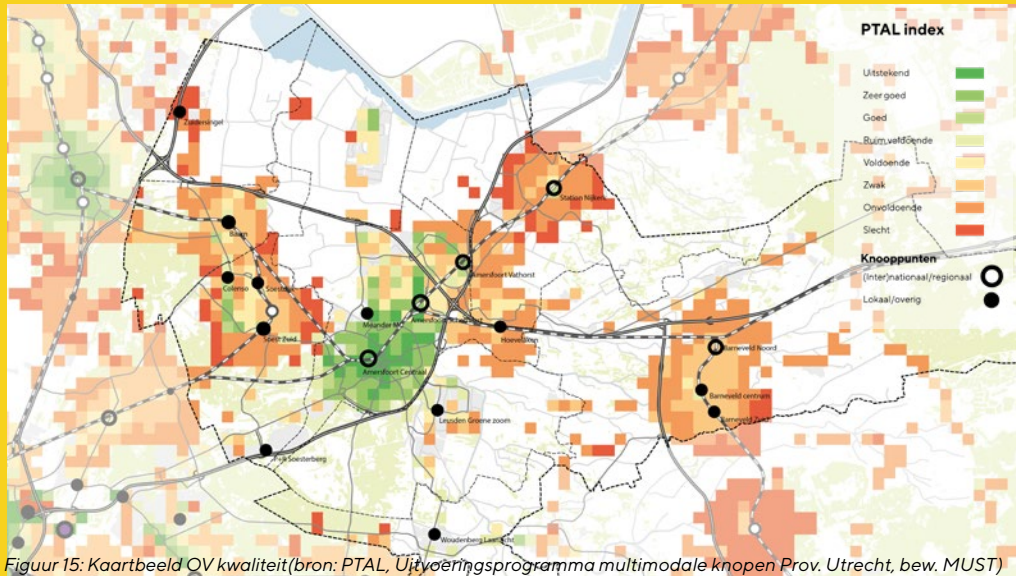 PTAL index
Uitstekend
Zeer goed
Goed
Ruim voldoende
Voldoende
Zwak
Onvoldoende
Slecht
Knooppunten
(Inter)nationaal/regionaal
Lokaal/overig
Station Nijkerk
Baarn
Amersfoort Vathorst
Colenso
Soest Zuid
Meander MC
Hoevelaken
Amersfoort Centraal
Barneveld Noord
Barneveld centrum
Barneveld Zuid
Leusden Groene zoom
P+R Soesterberg
Woudenberg
Figuur 15: Kaartbeeld OV kwaliteit(bron: PTAL, Uitvoeringsprogramma multimodale knopen Prov. Utrecht, bew. MUST)